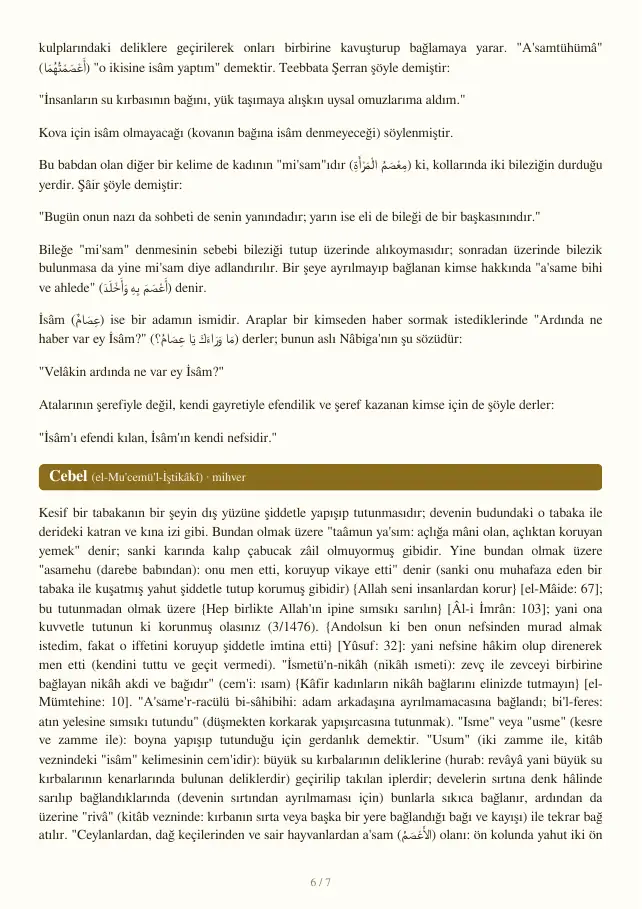 kulplarındaki deliklere geçirilerek onları birbirine kavuşturup bağlamaya yarar. "A'samtühümâ"
(أَعْصَمْتُهُمَا) "o ikisine isâm yaptım" demektir. Teebbata Şerran şöyle demiştir:
"İnsanların su kırbasının bağını, yük taşımaya alışkın uysal omuzlarıma aldım."
Kova için isâm olmayacağı (kovanın bağına isâm denmeyeceği) söylenmiştir.
Bu babdan olan diğer bir kelime de kadının "mi'sam"ıdır (مِعْصَمُ الْمَرْأَةِ) ki, kollarında iki bileziğin durduğu
yerdir. Şâir şöyle demiştir:
"Bugün onun nazı da sohbeti de senin yanındadır; yarın ise eli de bileği de bir başkasınındır."
Bileğe "mi'sam" denmesinin sebebi bileziği tutup üzerinde alıkoymasıdır; sonradan üzerinde bilezik
bulunmasa da yine mi'sam diye adlandırılır. Bir şeye ayrılmayıp bağlanan kimse hakkında "a'same bihi
ve ahlede" (أَعْصَمَ بِهِ وَأَخْلَدَ) denir.
İsâm (عِصَامٌ) ise bir adamın ismidir. Araplar bir kimseden haber sormak istediklerinde "Ardında ne
haber var ey İsâm?" (مَا وَرَاءَكَ يَا عِصَامُ؟) derler; bunun aslı Nâbiga'nın şu sözüdür:
"Velâkin ardında ne var ey İsâm?"
Atalarının şerefiyle değil, kendi gayretiyle efendilik ve şeref kazanan kimse için de şöyle derler:
"İsâm'ı efendi kılan, İsâm'ın kendi nefsidir."
Cebel (el-Mu'cemü'l-İştikâkî) · mihver
Kesif bir tabakanın bir şeyin dış yüzüne şiddetle yapışıp tutunmasıdır; devenin budundaki o tabaka ile
derideki katran ve kına izi gibi. Bundan olmak üzere "taâmun ya'sım: açlığa mâni olan, açlıktan koruyan
yemek" denir; sanki karında kalıp çabucak zâil olmuyormuş gibidir. Yine bundan olmak üzere
"asamehu (darebe babından): onu men etti, koruyup vikaye etti" denir (sanki onu muhafaza eden bir
tabaka ile kuşatmış yahut şiddetle tutup korumuş gibidir) {Allah seni insanlardan korur} [el-Mâide: 67];
bu tutunmadan olmak üzere {Hep birlikte Allah'ın ipine sımsıkı sarılın} [Âl-i İmrân: 103]; yani ona
kuvvetle tutunun ki korunmuş olasınız (3/1476). {Andolsun ki ben onun nefsinden murad almak
istedim, fakat o iffetini koruyup şiddetle imtina etti} [Yûsuf: 32]: yani nefsine hâkim olup direnerek
men etti (kendini tuttu ve geçit vermedi). "İsmetü'n-nikâh (nikâh ısmeti): zevç ile zevceyi birbirine
bağlayan nikâh akdi ve bağıdır" (cem'i: ısam) {Kâfir kadınların nikâh bağlarını elinizde tutmayın} [el-
Mümtehine: 10]. "A'same'r-racülü bi-sâhibihi: adam arkadaşına ayrılmamacasına bağlandı; bi'l-feres:
atın yelesine sımsıkı tutundu" (düşmekten korkarak yapışırcasına tutunmak). "Isme" veya "usme" (kesre
ve zamme ile): boyna yapışıp tutunduğu için gerdanlık demektir. "Usum" (iki zamme ile, kitâb
veznindeki "isâm" kelimesinin cem'idir): büyük su kırbalarının deliklerine (hurab: revâyâ yani büyük su
kırbalarının kenarlarında bulunan deliklerdir) geçirilip takılan iplerdir; develerin sırtına denk hâlinde
sarılıp bağlandıklarında (devenin sırtından ayrılmaması için) bunlarla sıkıca bağlanır, ardından da
üzerine "rivâ" (kitâb vezninde: kırbanın sırta veya başka bir yere bağlandığı bağı ve kayışı) ile tekrar bağ
atılır. "Ceylanlardan, dağ keçilerinden ve sair hayvanlardan a'sam (الأَعْصَمُ) olanı: ön kolunda yahut iki ön
6 / 7